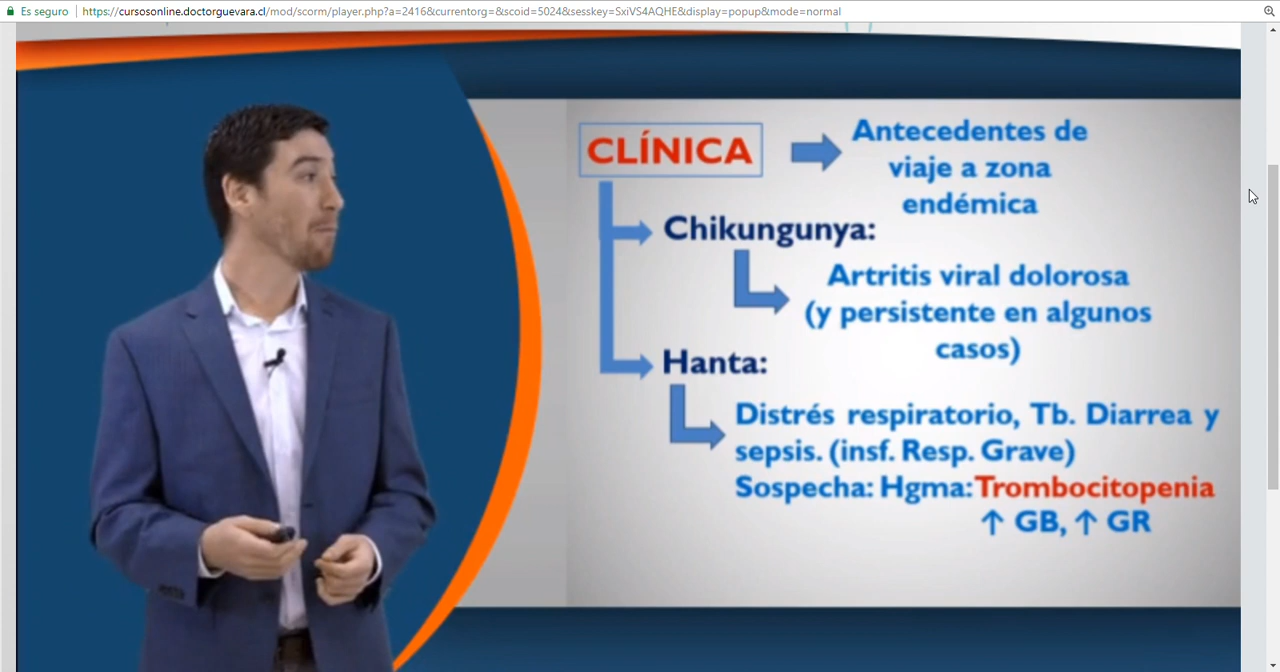 Es seguro
https://cursosonline.doctorguevara.cl/mod/scorm/player.php?a=2416&currentorg=&scoid=5024&sesskey=SxiVS4AQHE&display=popup&mode=normal
CLÍNICA
Antecedentes de
viaje a zona
endémica
Chikungunya:
Artritis viral dolorosa
(y persistente en algunos
casos)
Hanta:
Distrés respiratorio, Tb. Diarrea y
sepsis. (insf. Resp. Grave)
Sospecha: Hgma: Trombocitopenia
↑ GB, ↑ GR